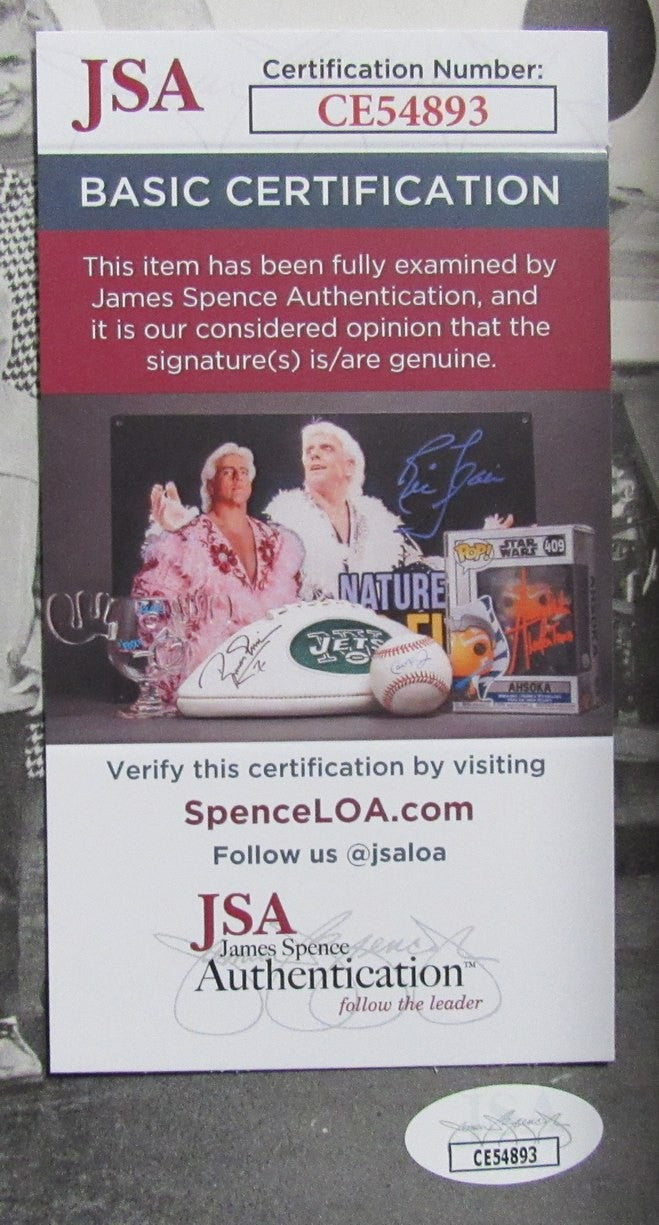 JSA
Certification Number:
CE54893
BASIC CERTIFICATION
This item has been fully examined by
James Spence Authentication, and
it is our considered opinion that the
signature(s) is/are genuine.
NATURE
POP! STAR WARS 409
JETS
AHSOKA
Verify this certification by visiting
SpenceLOA.com
Follow us @jsaloa
JSA
James Spence
Authentication™
follow the leader
CE54893